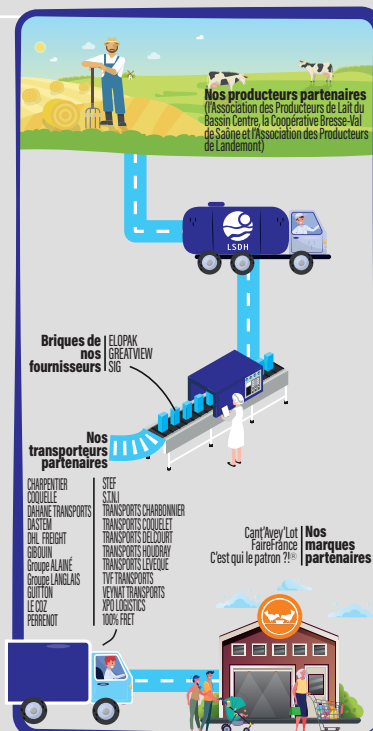 Nos producteurs partenaires
(l'Association des Producteurs de Lait du
Bassin Centre, la Coopérative Bresse-Val
de Saône et l'Association des Producteurs
de Landemont)
LSDH
Briques de
nos
fournisseurs
ELOPAK
GREATVIEW
SIG
Nos
transporteurs
partenaires
CHARPENTIER
COQUELLE
DAHANE TRANSPORTS
DASTEM
DHL FREIGHT
GIBOUIN
Groupe ALAINÉ
Groupe LANGLAIS
GUITTON
LE COZ
PERRENOT
STEF
S.T.N.I
TRANSPORTS CHARBONNIER
TRANSPORTS COQUELET
TRANSPORTS DELCOURT
TRANSPORTS HOUDRAY
TRANSPORTS LEVEQUE
TVF TRANSPORTS
VEYNAT TRANSPORTS
XPO LOGISTICS
100% FRET
Cant'Avey'Lot
FaireFrance
C'est qui le patron ?!®
Nos
marques
partenaires